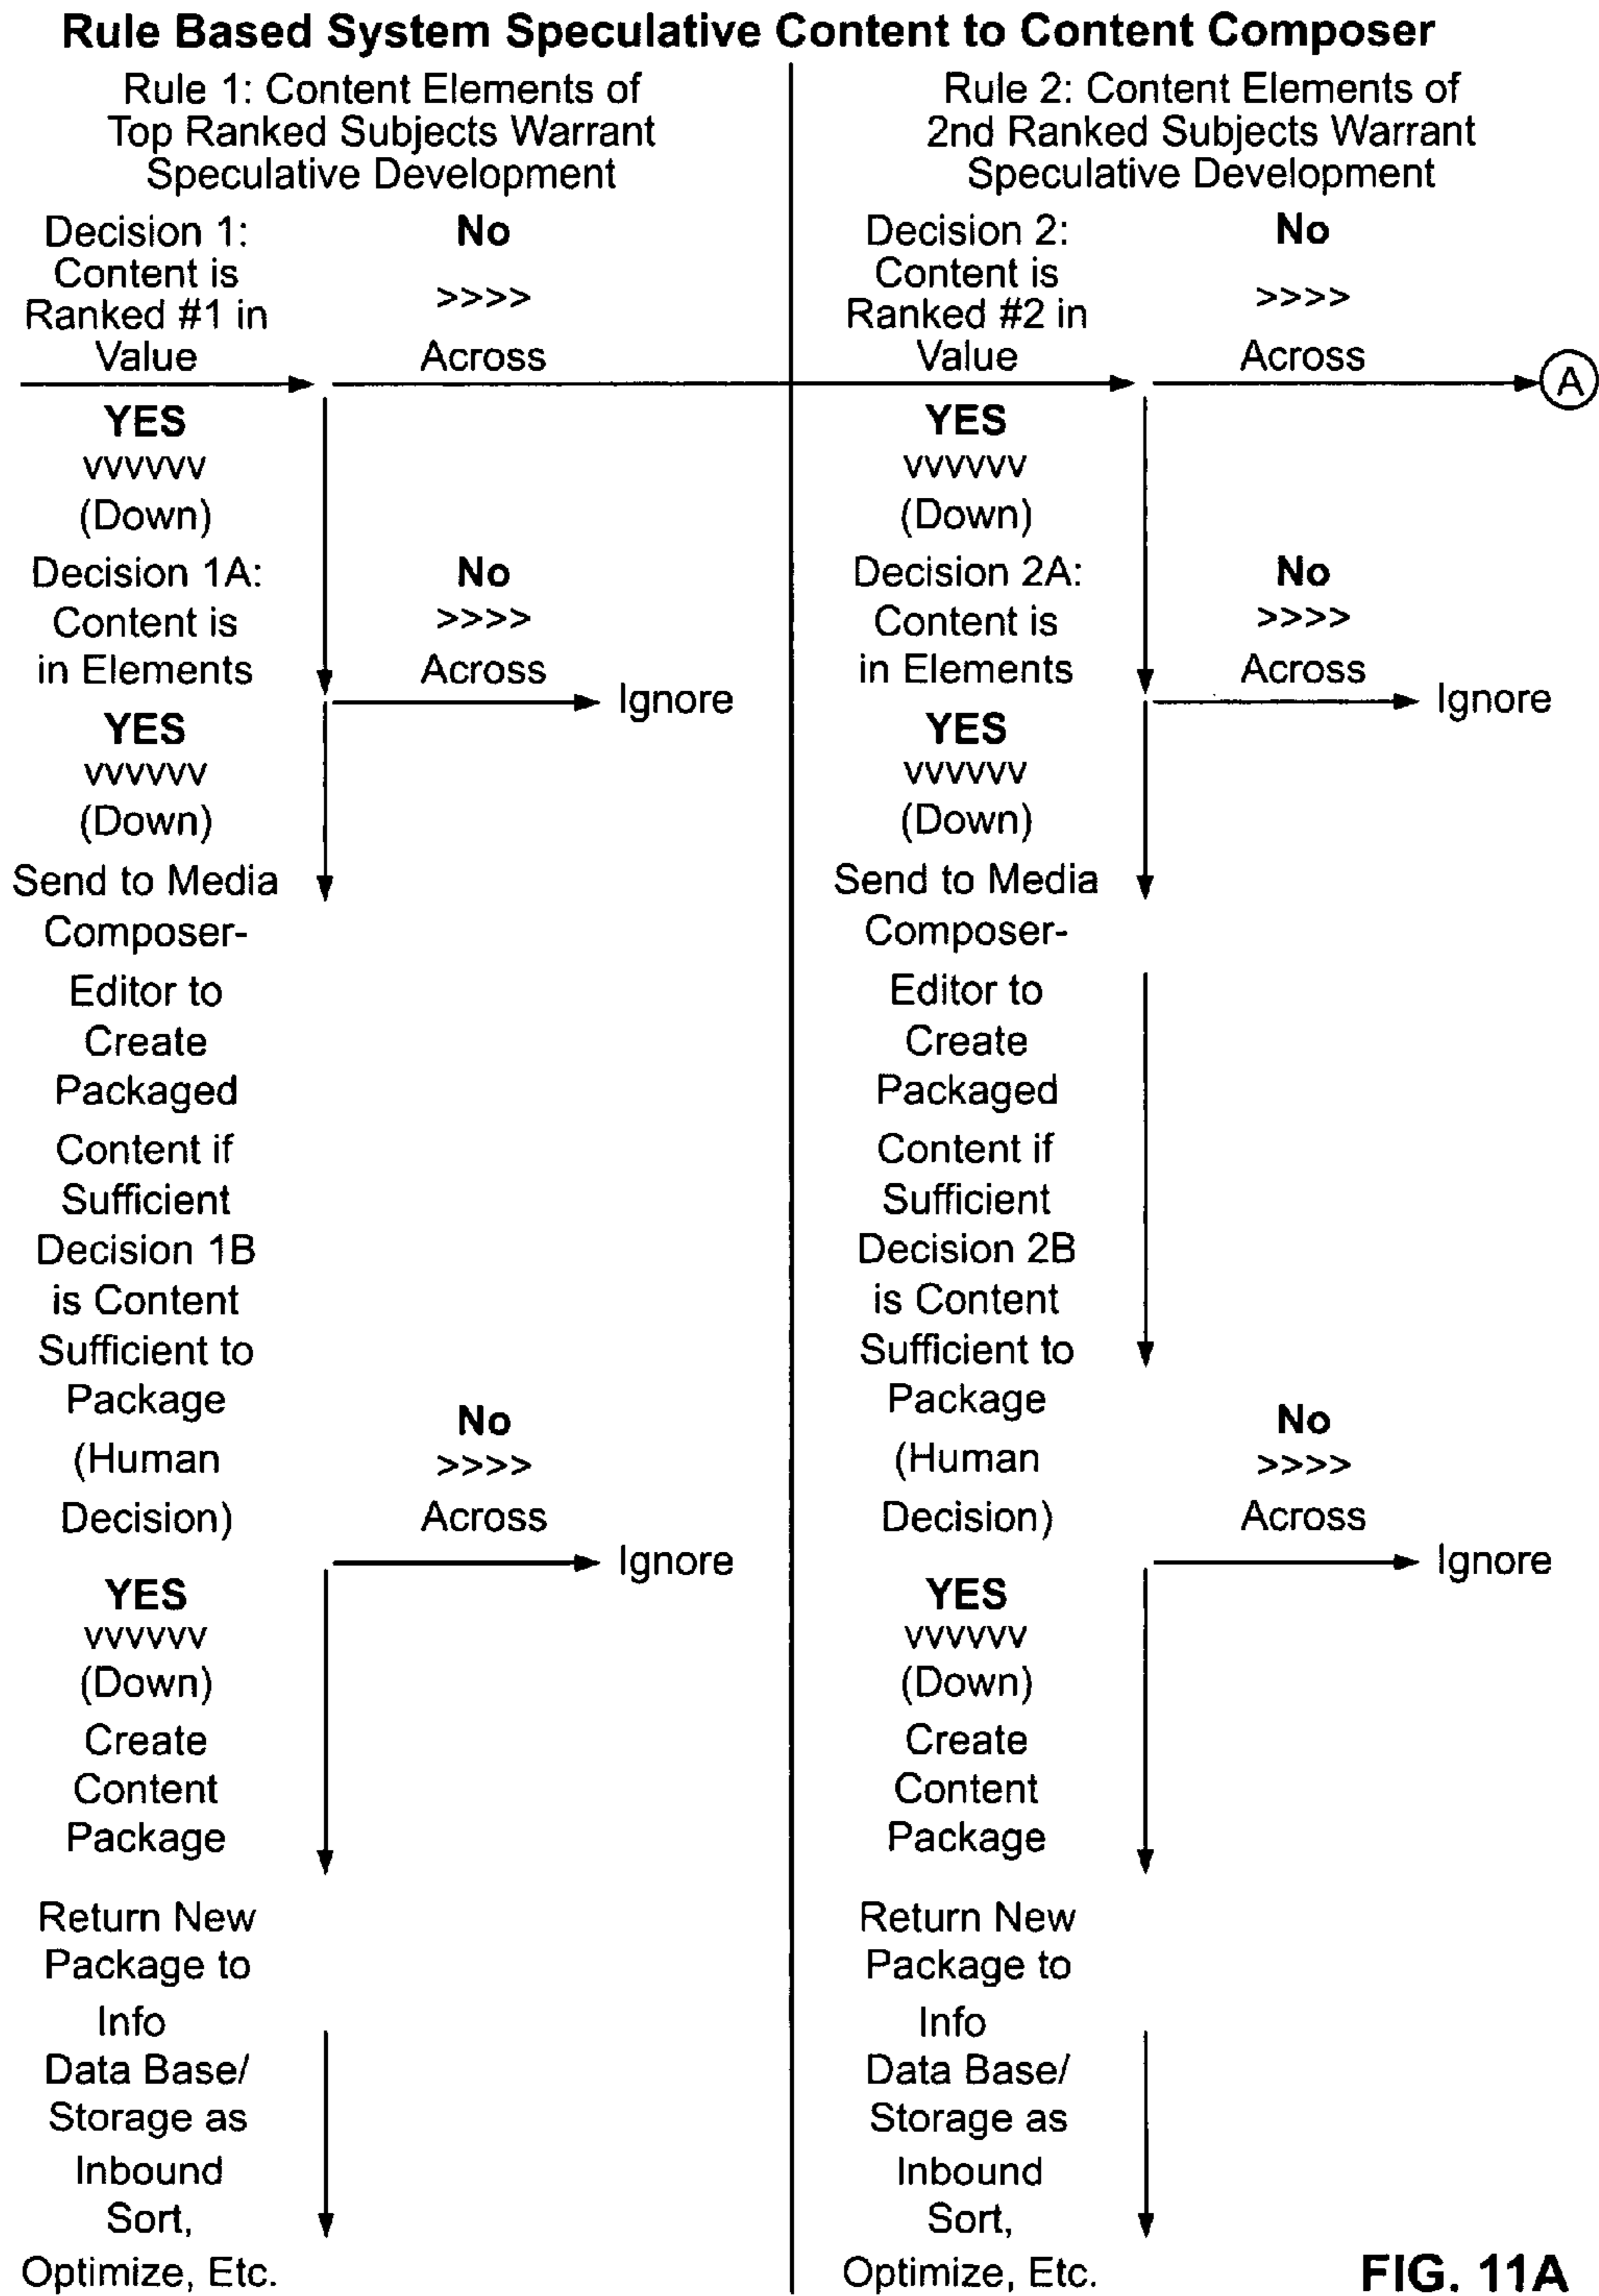 Rule Based System Speculative Content to Content Composer
Rule 1: Content Elements of
Top Ranked Subjects Warrant
Speculative Development
Decision 1:
Content is
Ranked #1 in
Value
No
>>>>
Across
YES
vvvvvv
(Down)
Decision 1A:
Content is
in Elements
No
>>>>
Across
Ignore
YES
vvvvvv
(Down)
Send to Media
Composer-
Editor to
Create
Packaged
Content if
Sufficient
Decision 1B
is Content
Sufficient to
Package
(Human
Decision)
No
>>>>
Across
Ignore
YES
vvvvvv
(Down)
Create
Content
Package
Return New
Package to
Info
Data Base/
Storage as
Inbound
Sort,
Optimize, Etc.
Rule 2: Content Elements of
2nd Ranked Subjects Warrant
Speculative Development
Decision 2:
Content is
Ranked #2 in
Value
No
>>>>
Across
A
YES
vvvvvv
(Down)
Decision 2A:
Content is
in Elements
No
>>>>
Across
Ignore
YES
vvvvvv
(Down)
Send to Media
Composer-
Editor to
Create
Packaged
Content if
Sufficient
Decision 2B
is Content
Sufficient to
Package
(Human
Decision)
No
>>>>
Across
Ignore
YES
vvvvvv
(Down)
Create
Content
Package
Return New
Package to
Info
Data Base/
Storage as
Inbound
Sort,
Optimize, Etc.
FIG. 11A